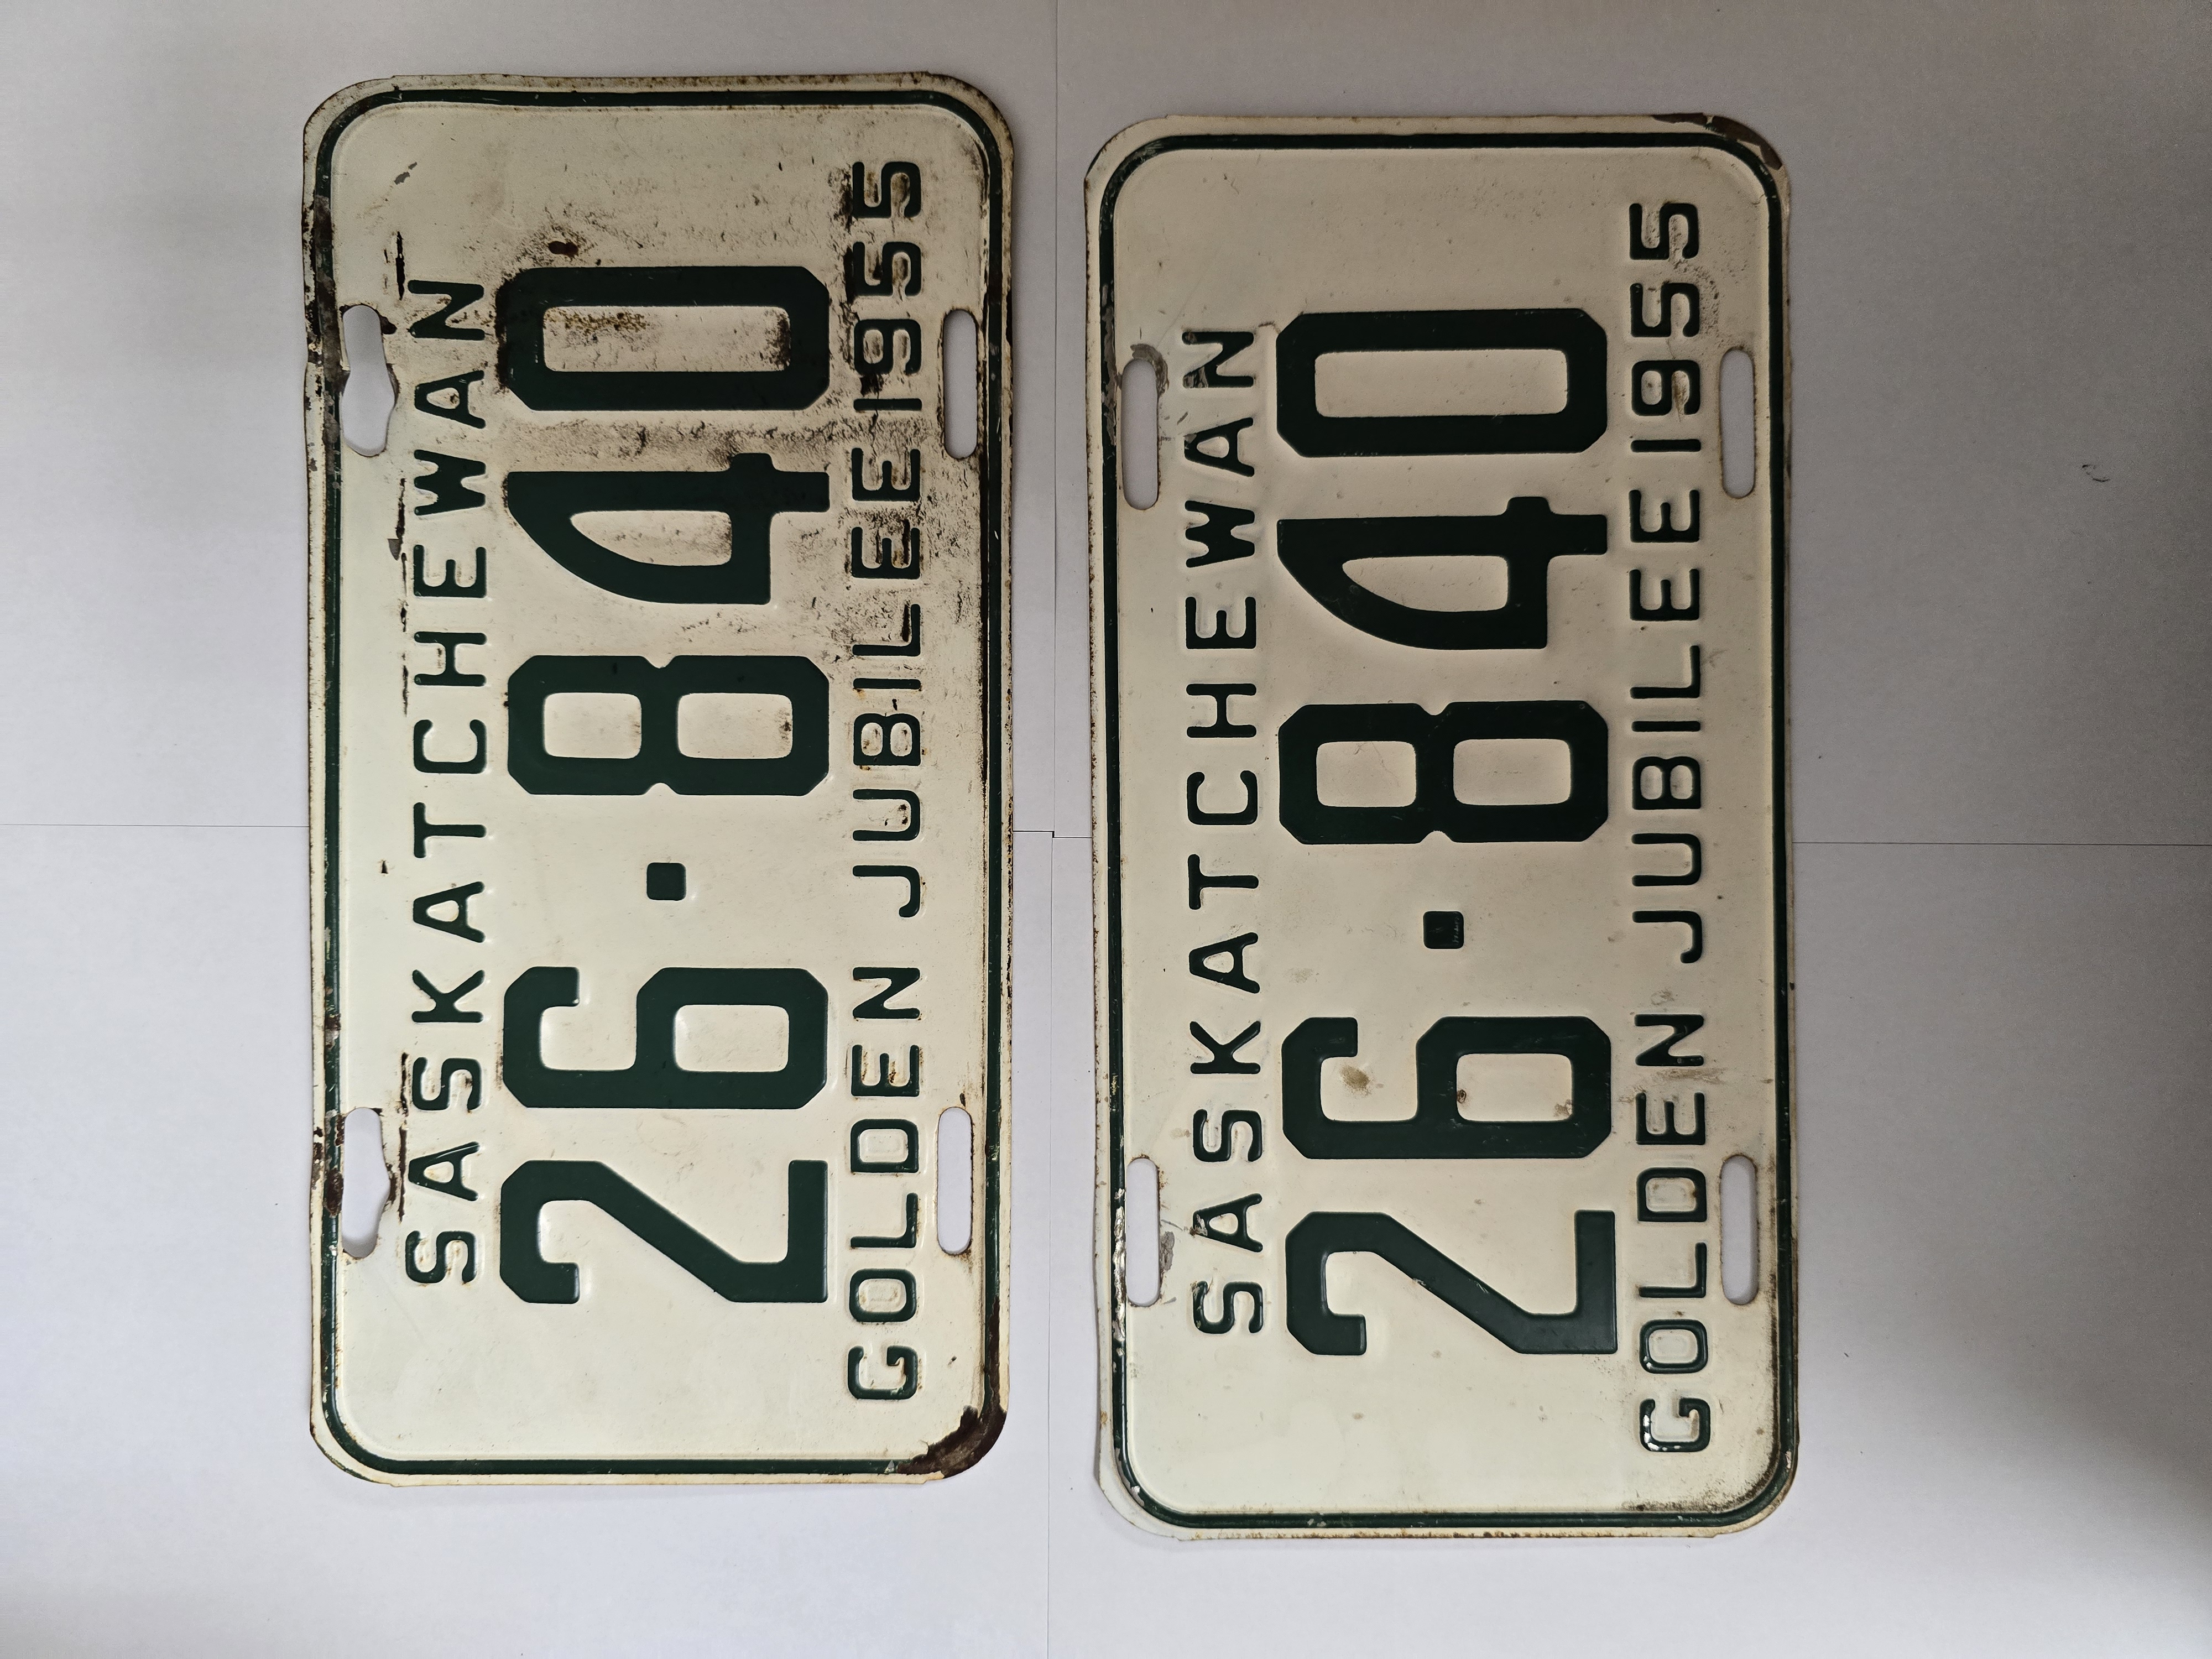 SASKATCHEWAN
26·840
GOLDEN JUBILEE 1955
SASKATCHEWAN
26·840
GOLDEN JUBILEE 1955